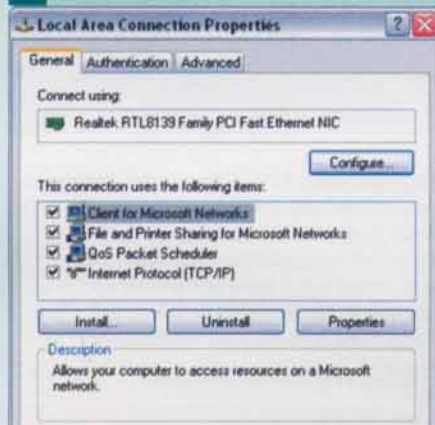 Local Area Connection Properties
General Authentication Advanced
Connect using:
Realtek RTL8139 Family PCI Fast Ethernet NIC
Configure...
This connection uses the following items:
Client for Microsoft Networks
File and Printer Sharing for Microsoft Networks
QoS Packet Scheduler
Internet Protocol (TCP/IP)
Install... Uninstall Properties
Description
Allows your computer to access resources on a Microsoft
network.